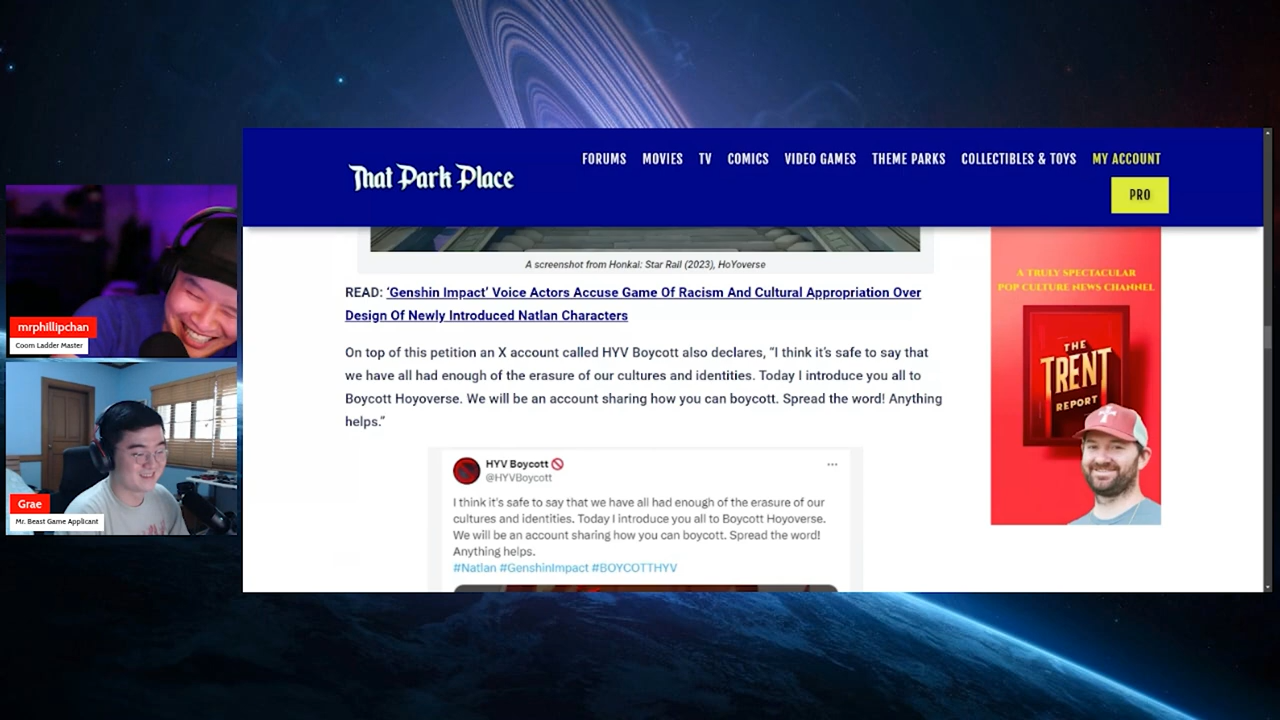 That Park Place
FORUMS MOVIES TV COMICS VIDEO GAMES THEME PARKS COLLECTIBLES & TOYS MY ACCOUNT
PRO
A screenshot from Honkai: Star Rail (2023), HoYoverse
READ: ‘Genshin Impact’ Voice Actors Accuse Game Of Racism And Cultural Appropriation Over
Design Of Newly Introduced Natlan Characters
On top of this petition an X account called HYV Boycott also declares, “I think it’s safe to say that
we have all had enough of the erasure of our cultures and identities. Today I introduce you all to
Boycott Hoyoverse. We will be an account sharing how you can boycott. Spread the word! Anything
helps.”
HYV Boycott
@HYVBoycott
I think it's safe to say that we have all had enough of the erasure of our
cultures and identities. Today I introduce you all to Boycott Hoyoverse.
We will be an account sharing how you can boycott. Spread the word!
Anything helps.
#Natlan #GenshinImpact #BOYCOTTHYV
A TRULY SPECTACULAR
POP CULTURE NEWS CHANNEL
THE
TRENT
REPORT
T
mrphillipchan
Coom Ladder Master
Grae
Mr. Beast Game Applicant